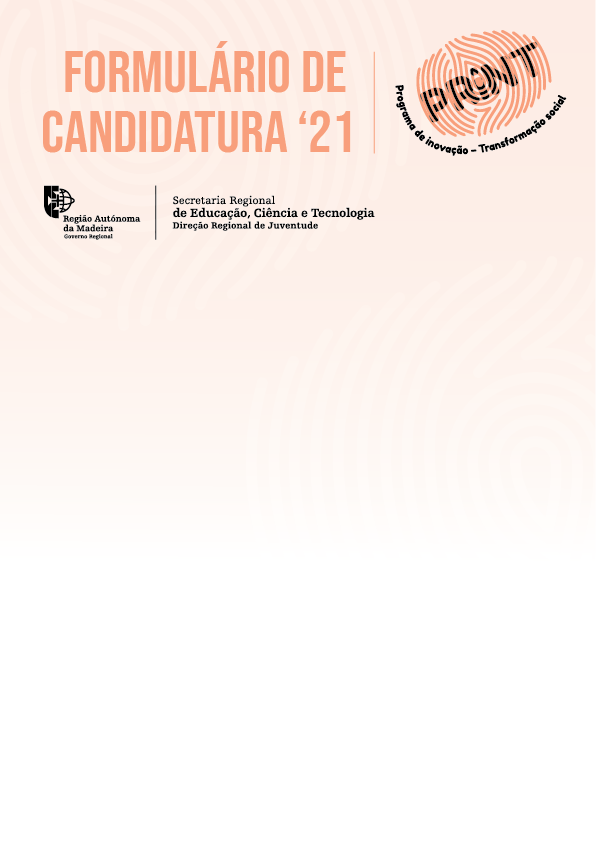 FORMULÁRIO DE
CANDIDATURA ‘21
PRINT
Programa de inovação – Transformação social
Região Autónoma
da Madeira
Governo Regional
Secretaria Regional
de Educação, Ciência e Tecnologia
Direção Regional de Juventude